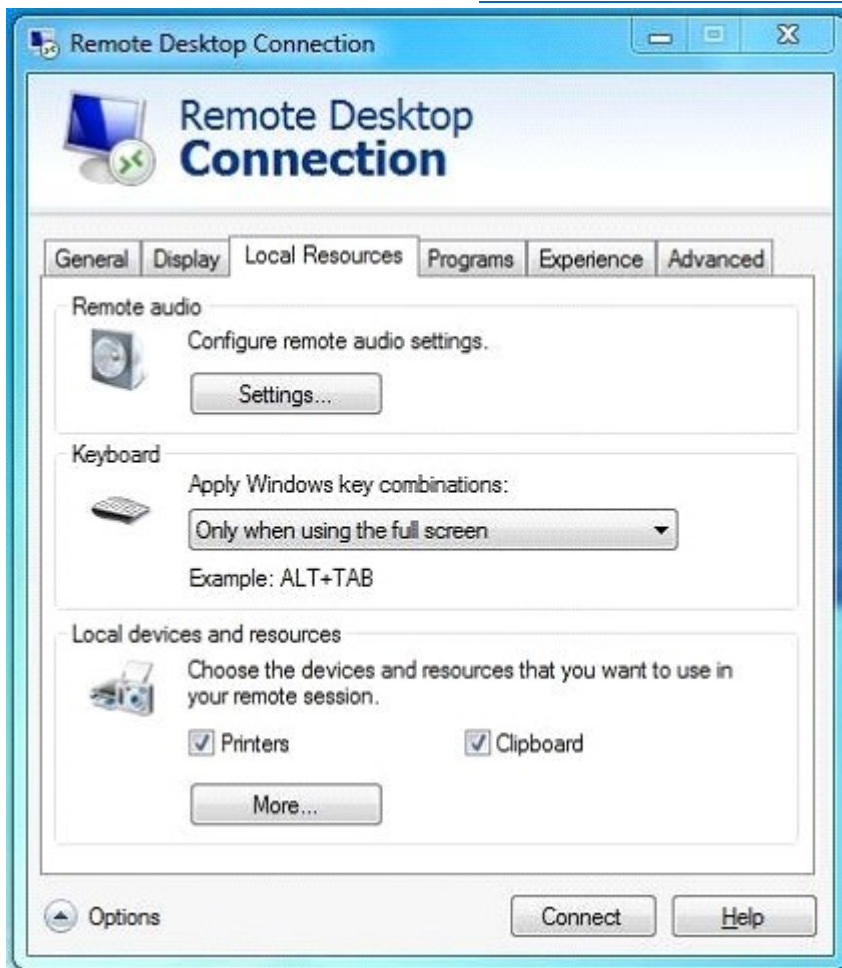 Remote Desktop Connection
Remote Desktop
Connection
General Display Local Resources Programs Experience Advanced
Remote audio
Configure remote audio settings.
Settings...
Keyboard
Apply Windows key combinations:
Only when using the full screen
Example: ALT+TAB
Local devices and resources
Choose the devices and resources that you want to use in
your remote session.
Printers Clipboard
More...
Options Connect Help